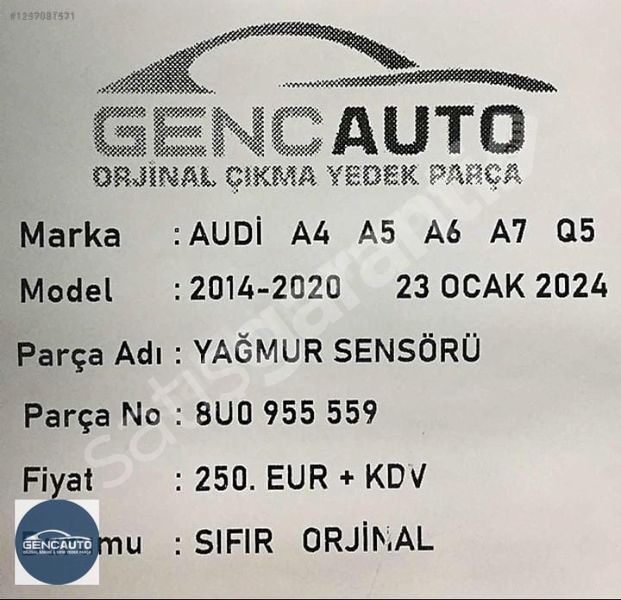 #1289087571
GENCAUTO
ORJİNAL ÇIKMA YEDEK PARÇA
Marka : AUDİ A4 A5 A6 A7 Q5
Model : 2014-2020 23 OCAK 2024
Parça Adı : YAĞMUR SENSÖRÜ
Parça No : 8U0 955 559
Fiyat : 250. EUR + KDV
mu : SIFIR ORJİNAL
GENCAUTO